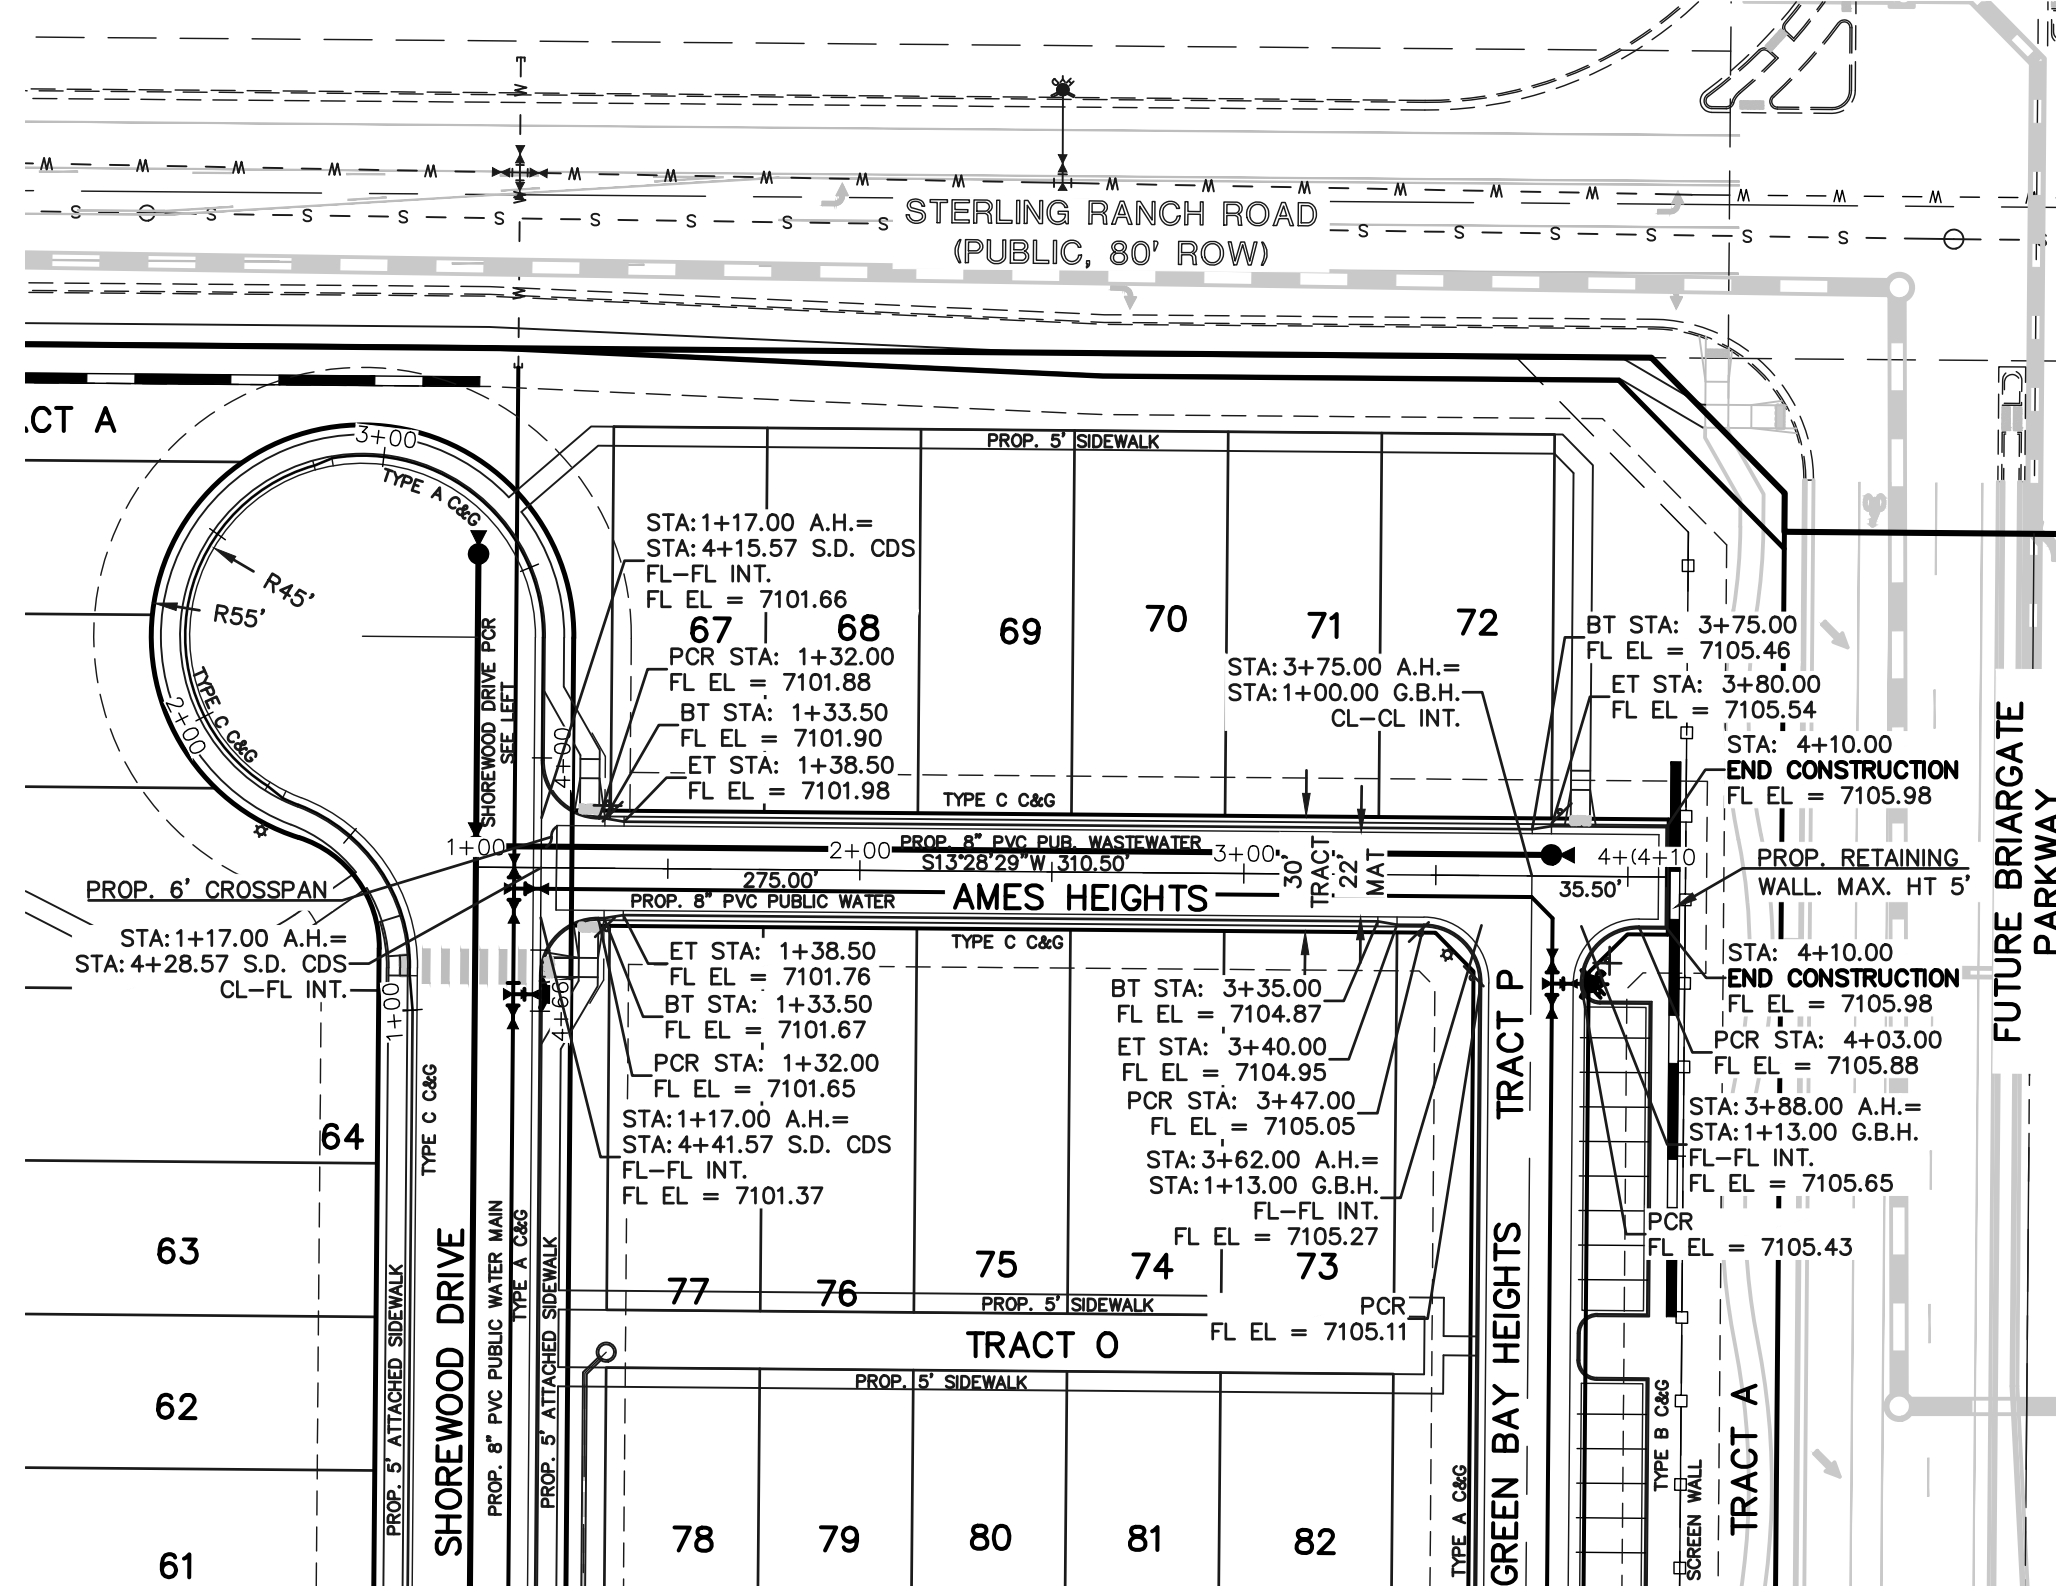 STERLING RANCH ROAD
(PUBLIC, 80' ROW)
CT A
3+00
TYPE A C&G
PROP. 5' SIDEWALK
R45'
R55'
TYPE C C&G
2+00
SHOREWOOD DRIVE PCR
SEE LEFT
4+00
STA:1+17.00 A.H.=
STA:4+15.57 S.D. CDS
FL-FL INT.
FL EL = 7101.66
67
68
69
70
71
72
PCR STA: 1+32.00
FL EL = 7101.88
BT STA: 1+33.50
FL EL = 7101.90
ET STA: 1+38.50
FL EL = 7101.98
STA:3+75.00 A.H.=
STA:1+00.00 G.B.H.
CL-CL INT.
BT STA: 3+75.00
FL EL = 7105.46
ET STA: 3+80.00
FL EL = 7105.54
STA: 4+10.00
END CONSTRUCTION
FL EL = 7105.98
FUTURE BRIARGATE
PARKWAY
TYPE C C&G
1+00
2+00
PROP. 8" PVC PUB. WASTEWATER
3+00
S13°28'29"W 310.50'
30'
TRACT
22'
MAT
4+(4+10
275.00'
35.50'
PROP. 8" PVC PUBLIC WATER
AMES HEIGHTS
PROP. RETAINING
WALL. MAX. HT 5'
PROP. 6' CROSSPAN
STA:1+17.00 A.H.=
STA:4+28.57 S.D. CDS
CL-FL INT.
1+00
4+66
TYPE C C&G
ET STA: 1+38.50
FL EL = 7101.76
BT STA: 1+33.50
FL EL = 7101.67
PCR STA: 1+32.00
FL EL = 7101.65
STA:1+17.00 A.H.=
STA:4+41.57 S.D. CDS
FL-FL INT.
FL EL = 7101.37
BT STA: 3+35.00
FL EL = 7104.87
ET STA: 3+40.00
FL EL = 7104.95
PCR STA: 3+47.00
FL EL = 7105.05
STA:3+62.00 A.H.=
STA:1+13.00 G.B.H.
FL-FL INT.
FL EL = 7105.27
PCR
FL EL = 7105.11
TRACT P
STA: 4+10.00
END CONSTRUCTION
FL EL = 7105.98
PCR STA: 4+03.00
FL EL = 7105.88
STA:3+88.00 A.H.=
STA:1+13.00 G.B.H.
FL-FL INT.
FL EL = 7105.65
PCR
FL EL = 7105.43
64
63
62
61
77
76
75
74
73
PROP. 5' SIDEWALK
TRACT O
PROP. 5' SIDEWALK
78
79
80
81
82
TYPE C C&G
PROP. 5' ATTACHED SIDEWALK
SHOREWOOD DRIVE
PROP. 8" PVC PUBLIC WATER MAIN
TYPE A C&G
PROP. 5' ATTACHED SIDEWALK
TYPE A C&G
GREEN BAY HEIGHTS
TYPE B C&G
SCREEN WALL
TRACT A